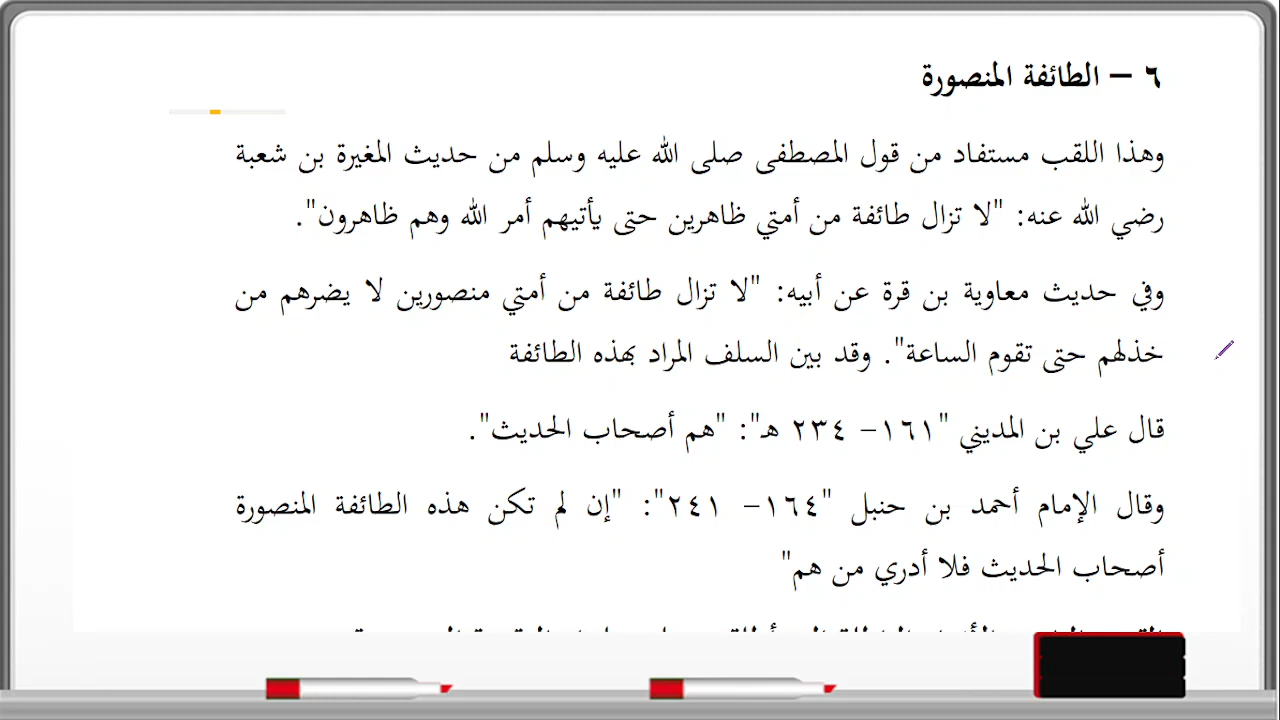 ٦ – الطائفة المنصورة
وهذا اللقب مستفاد من قول المصطفى صلى الله عليه وسلم من حديث المغيرة بن شعبة
رضي الله عنه: "لا تزال طائفة من أمتي ظاهرين حتى يأتيهم أمر الله وهم ظاهرون".
وفي حديث معاوية بن قرة عن أبيه: "لا تزال طائفة من أمتي منصورين لا يضرهم من
خذلهم حتى تقوم الساعة". وقد بين السلف المراد بهذه الطائفة
قال علي بن المديني "١٦١– ٢٣٤ هـ": "هم أصحاب الحديث".
وقال الإمام أحمد بن حنبل "١٦٤– ٢٤١": "إن لم تكن هذه الطائفة المنصورة
أصحاب الحديث فلا أدري من هم"